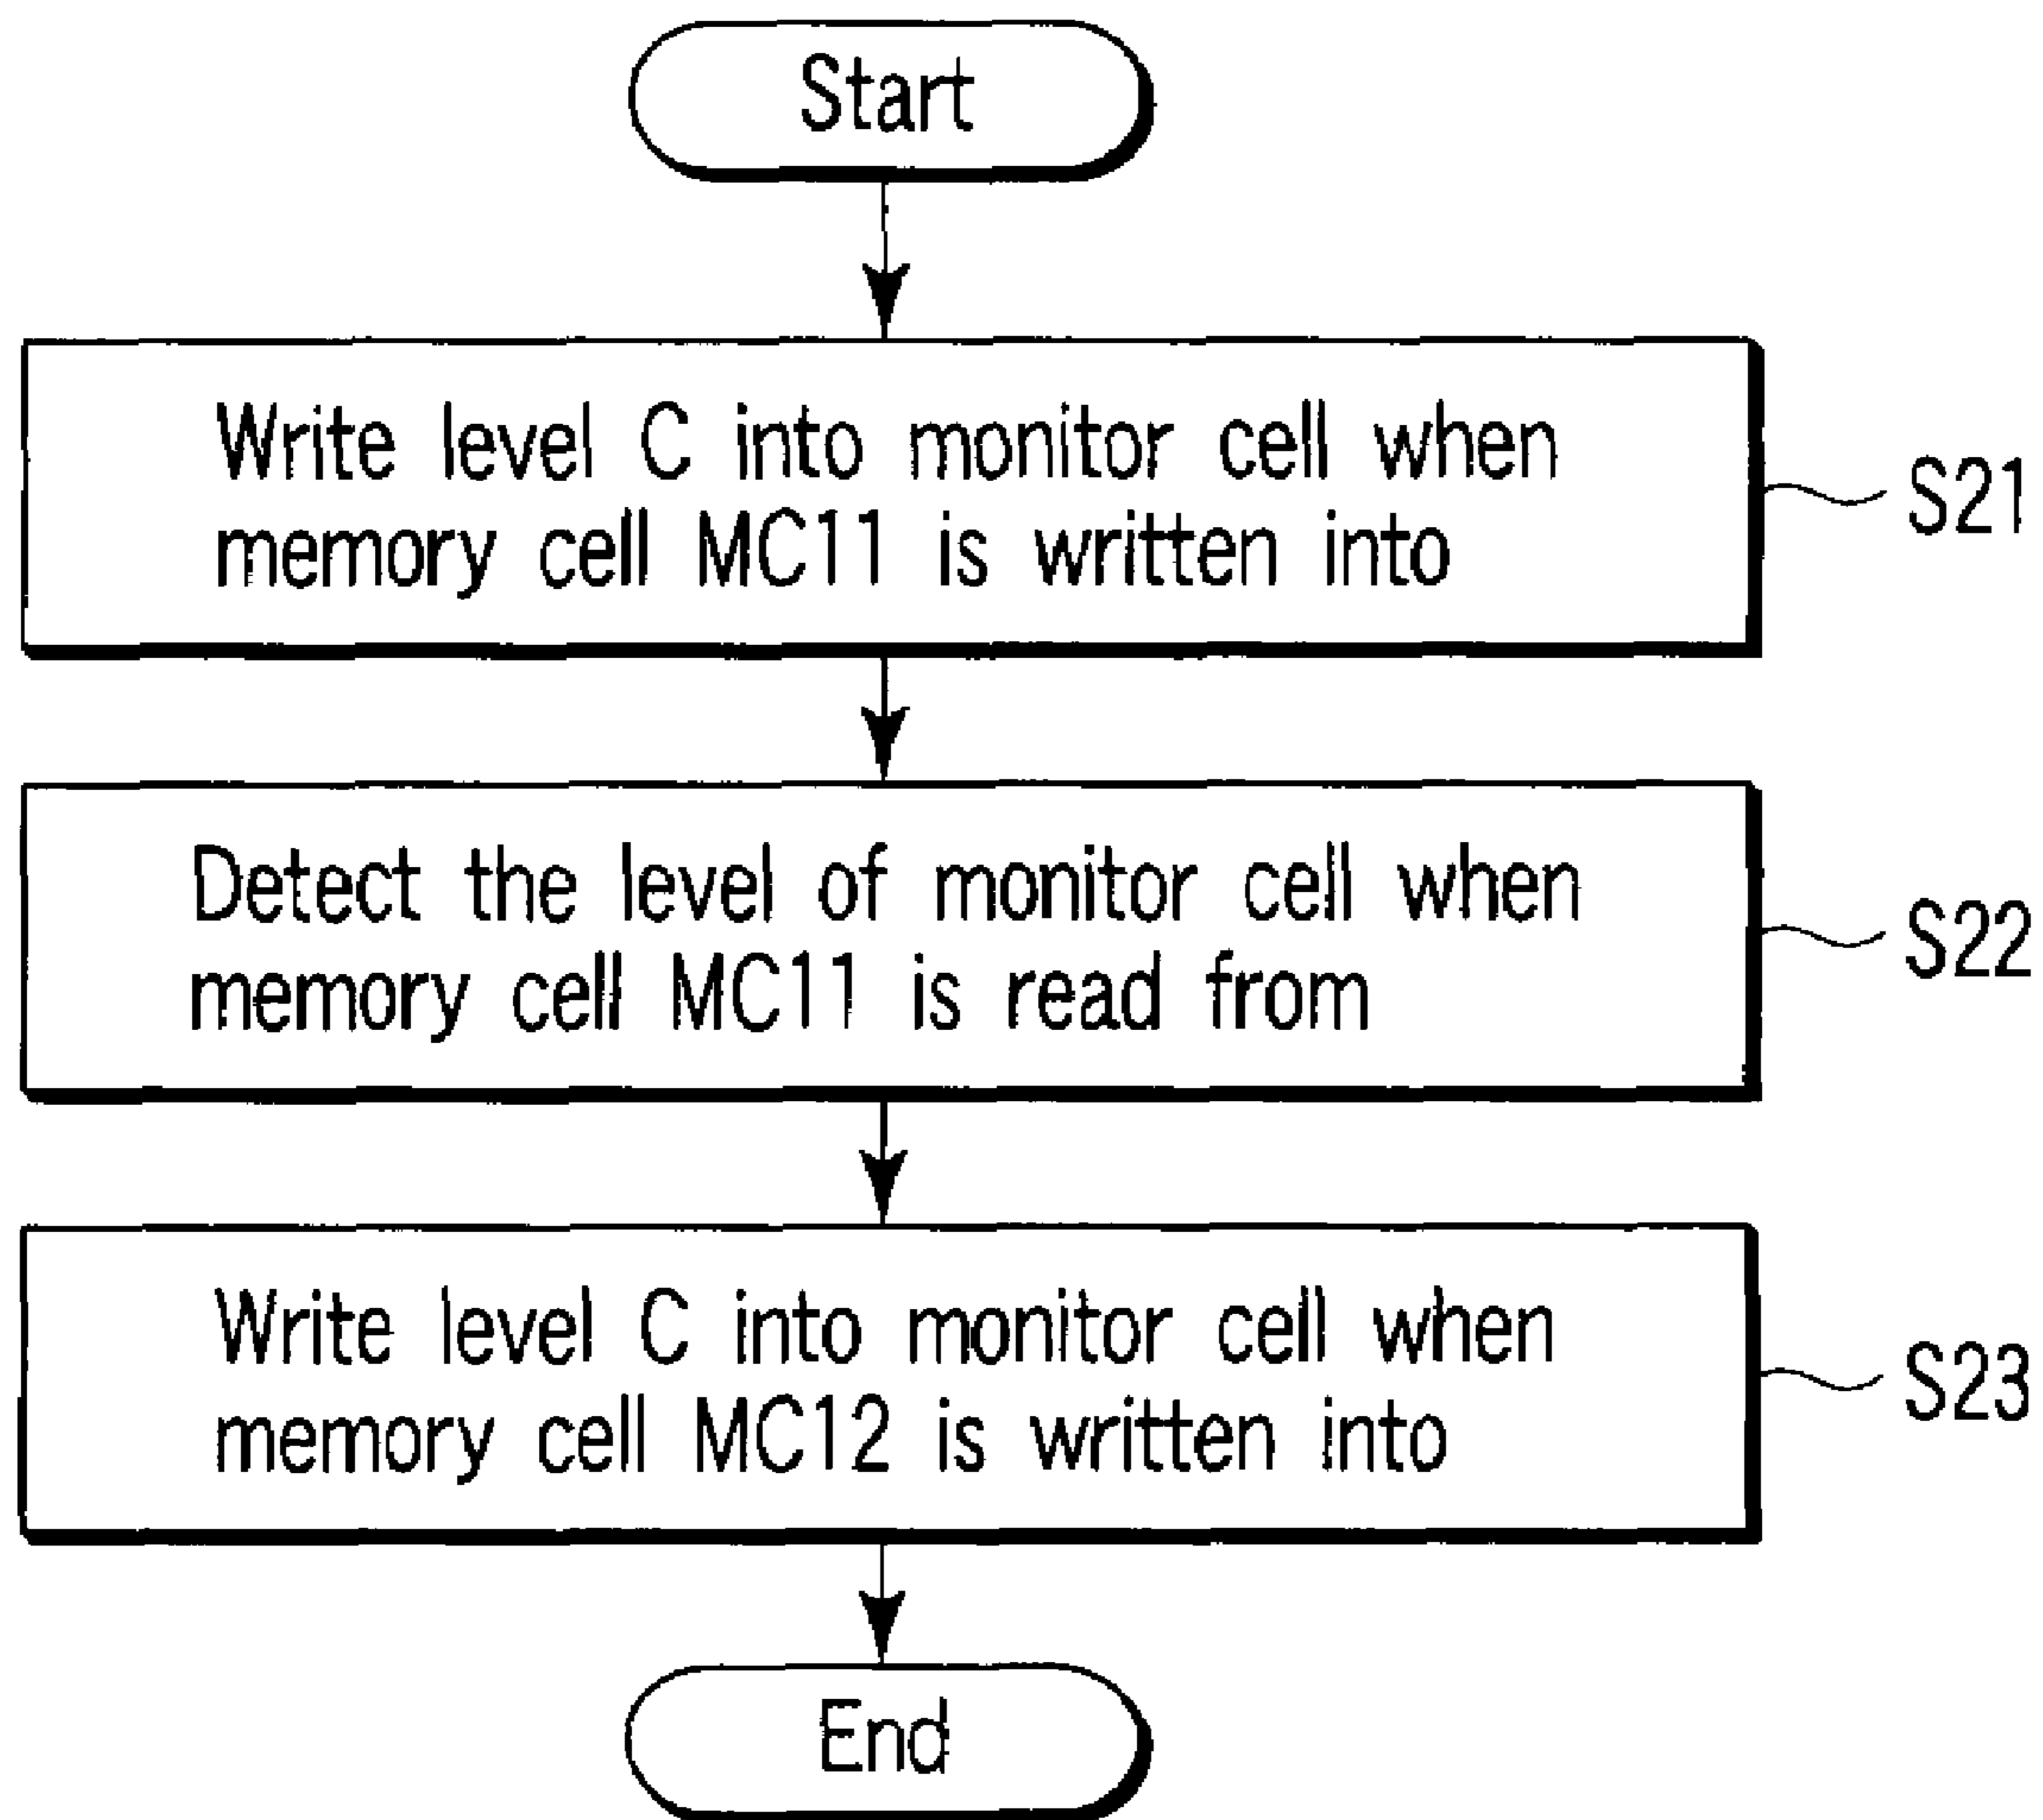 Start
Write level C into monitor cell when
memory cell MC11 is written into
S21
Detect the level of monitor cell when
memory cell MC11 is read from
S22
Write level C into monitor cell when
memory cell MC12 is written into
S23
End